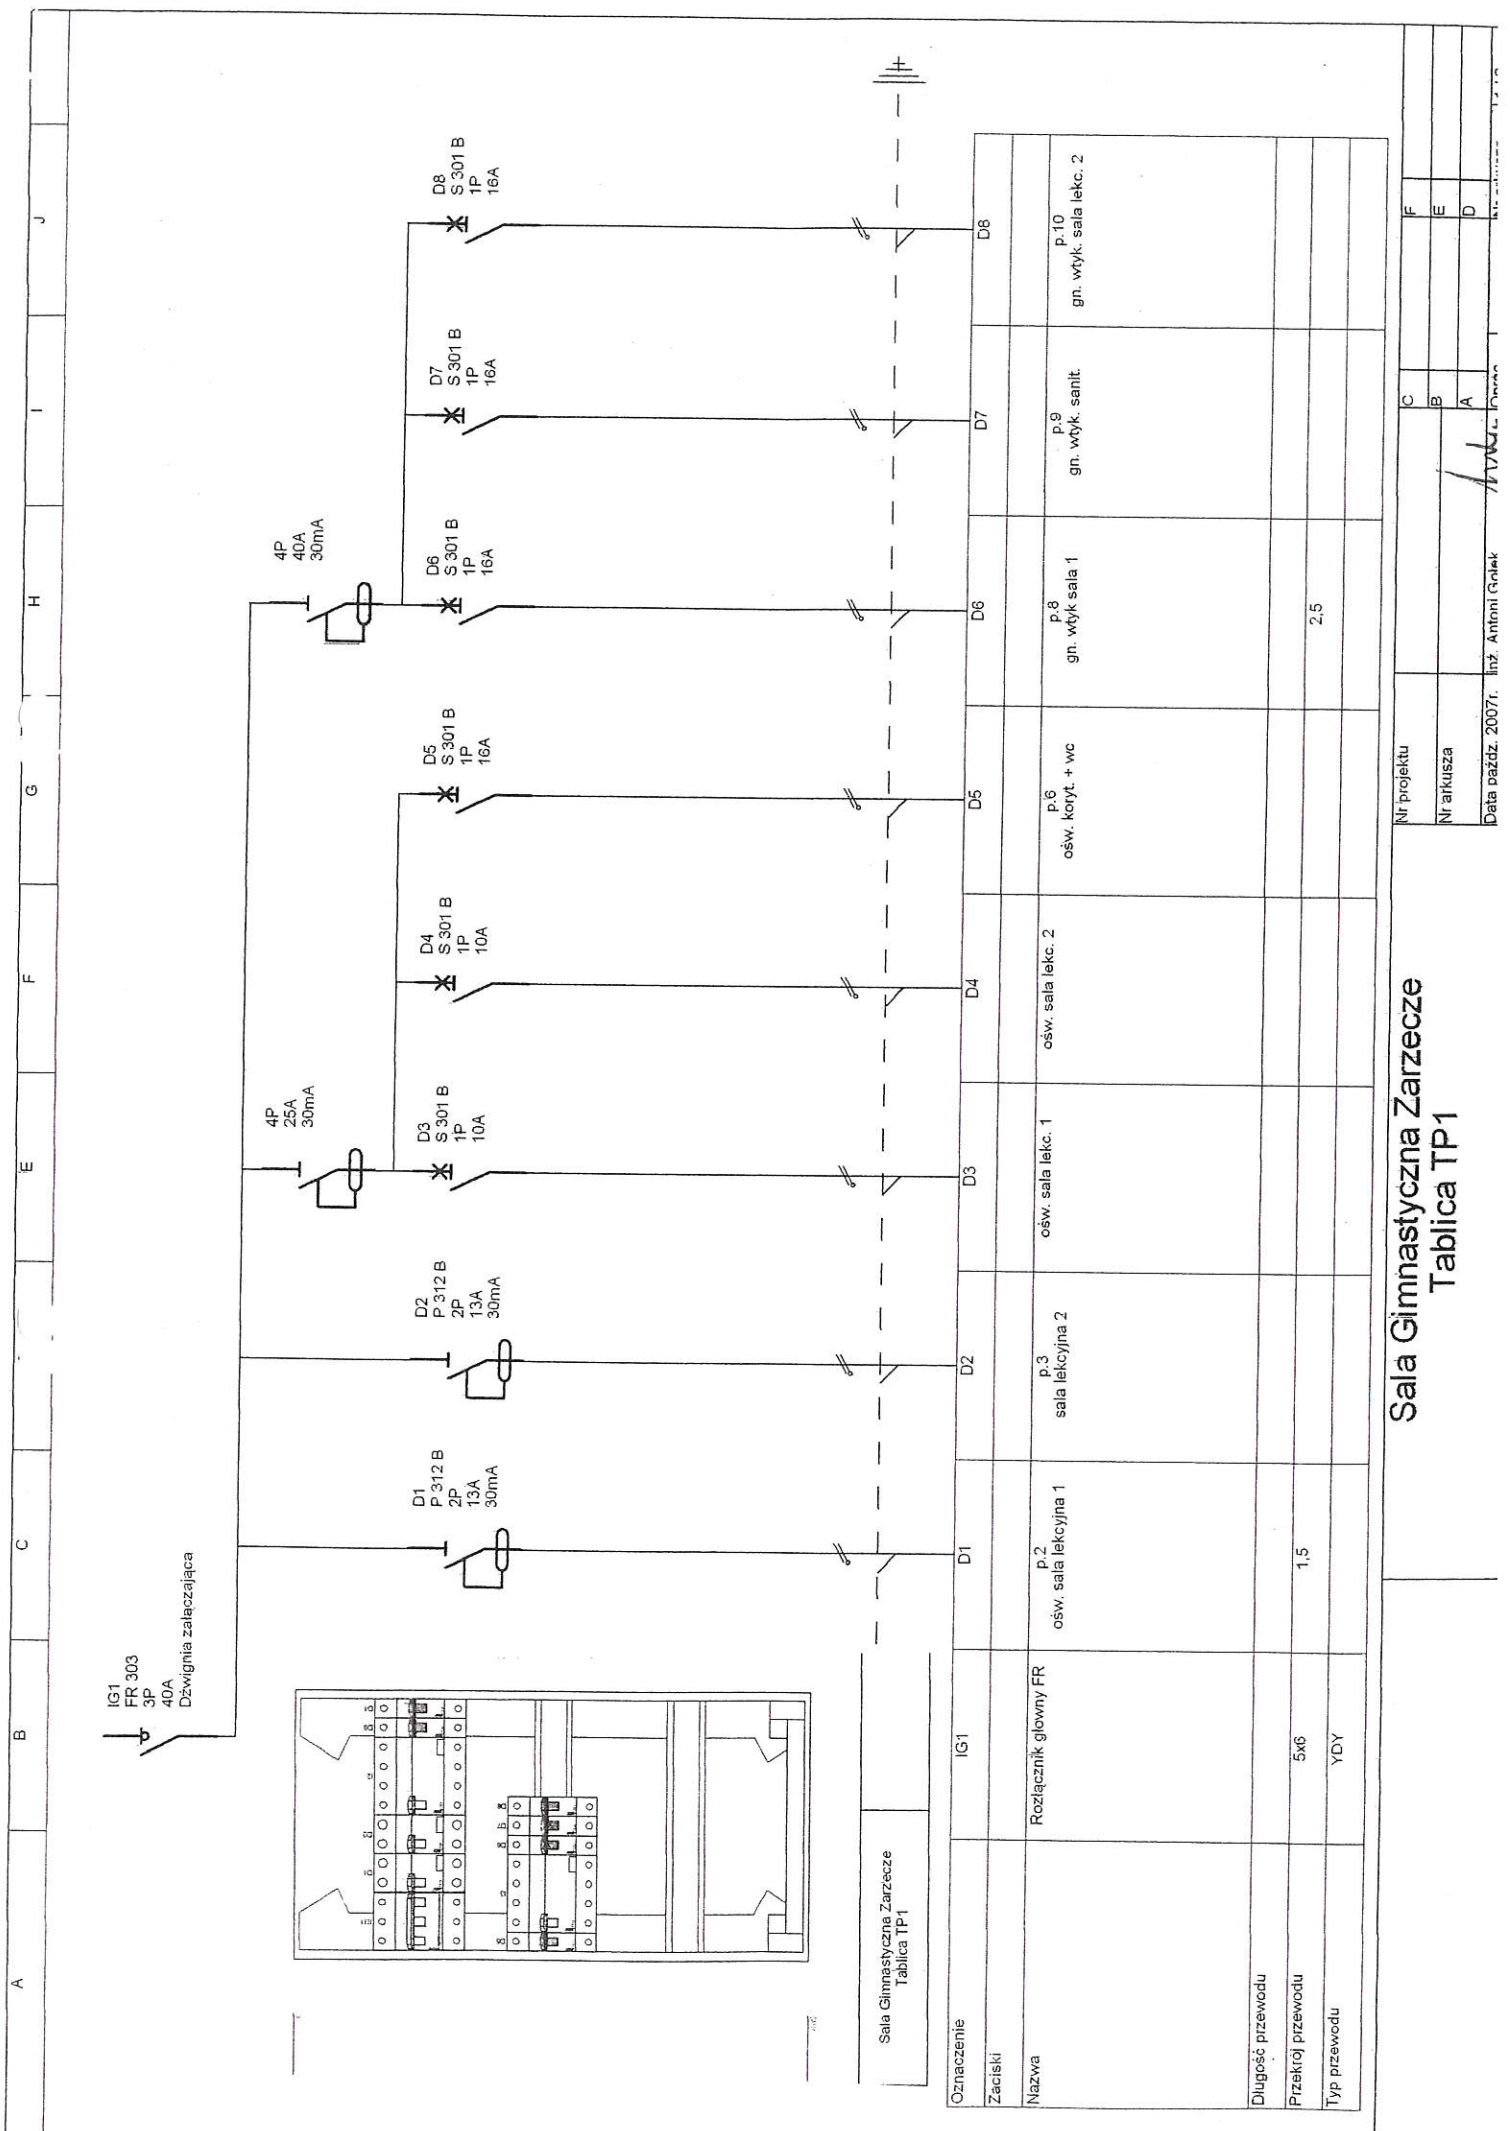 A
B
C
E
F
G
H
I
J
IG1
FR 303
3P
40A
Dźwignia załączająca
D1
P 312 B
2P
13A
30mA
D2
P 312 B
2P
13A
30mA
4P
25A
30mA
D3
S 301 B
1P
10A
D4
S 301 B
1P
10A
D5
S 301 B
1P
16A
4P
40A
30mA
D6
S 301 B
1P
16A
D7
S 301 B
1P
16A
D8
S 301 B
1P
16A
Sala Gimnastyczna Zarzecze
Tablica TP1
Oznaczenie IG1 D1 D2 D3 D4 D5 D6 D7 D8
Zaciski
Nazwa
Rozłącznik głowny FR
p.2
ośw. sala lekcyjna 1
p.3
sala lekcyjna 2
ośw. sala lekc. 1
ośw. sala lekc. 2
p.6
ośw. koryt. + wc
p.8
gn. wtyk sala 1
p.9
gn. wtyk. sanit.
p.10
gn. wtyk. sala lekc. 2
Długość przewodu
Przekrój przewodu 5x6 1,5 2,5
Typ przewodu YDY
Sala Gimnastyczna Zarzecze
Tablica TP1
Nr projektu C F
Nr arkusza B E
A D
Data paźdz. 2007r. inż. Antoni Gołek